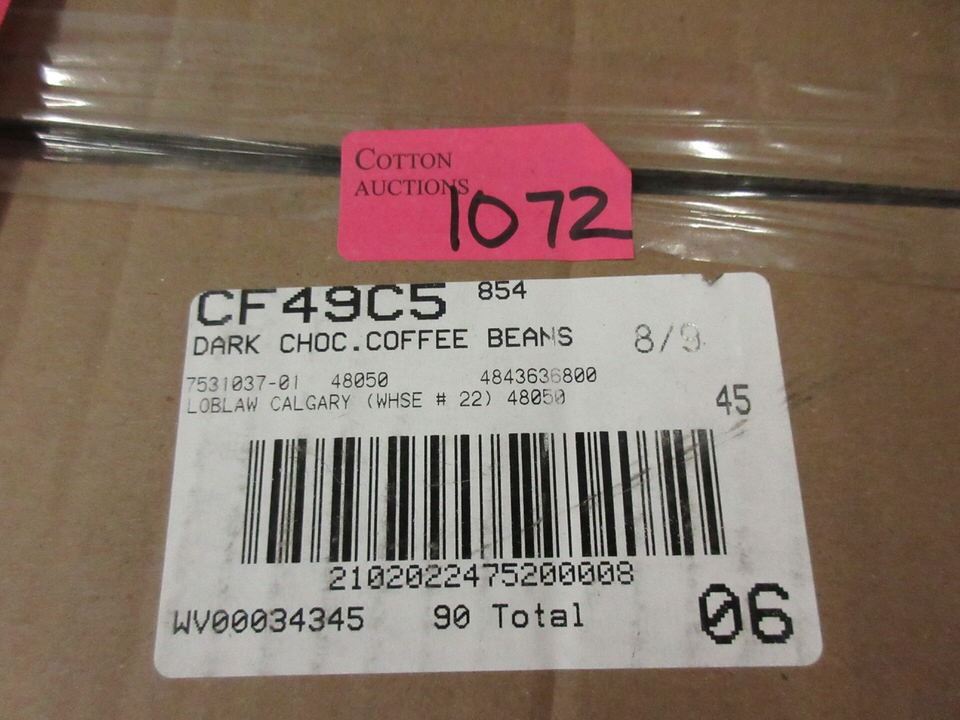 COTTON
AUCTIONS
1072
CF49C5 854
DARK CHOC.COFFEE BEANS 8/9
7531037-01 48050 4843636800
LOBLAW CALGARY (WHSE # 22) 48050 45
2102022475200008
WV00034345 90 Total 06